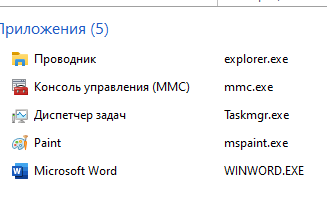 Приложения (5)
Проводник explorer.exe
Консоль управления (MMC) mmc.exe
Диспетчер задач Taskmgr.exe
Paint mspaint.exe
Microsoft Word WINWORD.EXE